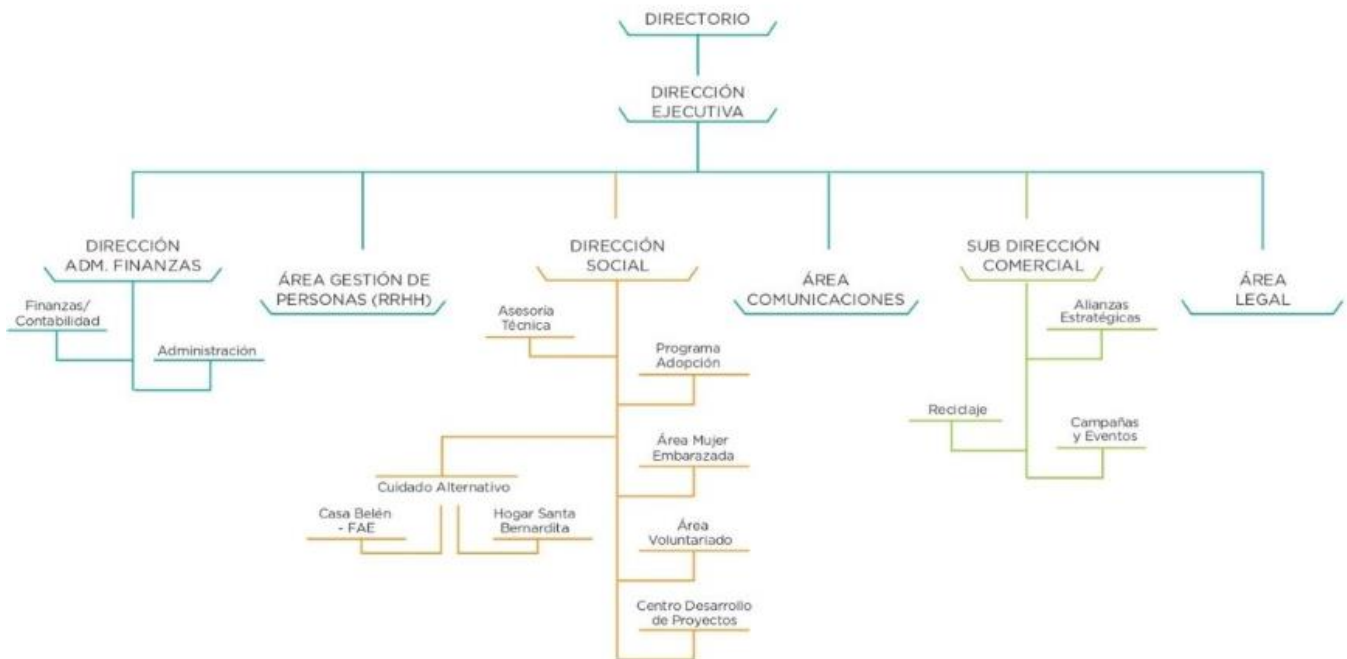 DIRECTORIO
DIRECCIÓN
EJECUTIVA
DIRECCIÓN
ADM. FINANZAS
ÁREA GESTIÓN DE
PERSONAS (RRHH)
DIRECCIÓN
SOCIAL
ÁREA
COMUNICACIONES
SUB DIRECCIÓN
COMERCIAL
ÁREA
LEGAL
Finanzas/
Contabilidad
Administración
Asesoría
Técnica
Programa
Adopción
Área Mujer
Embarazada
Cuidado Alternativo
Casa Belén
- FAE
Hogar Santa
Bernardita
Área
Voluntariado
Centro Desarrollo
de Proyectos
Alianzas
Estratégicas
Reciclaje
Campañas
y Eventos